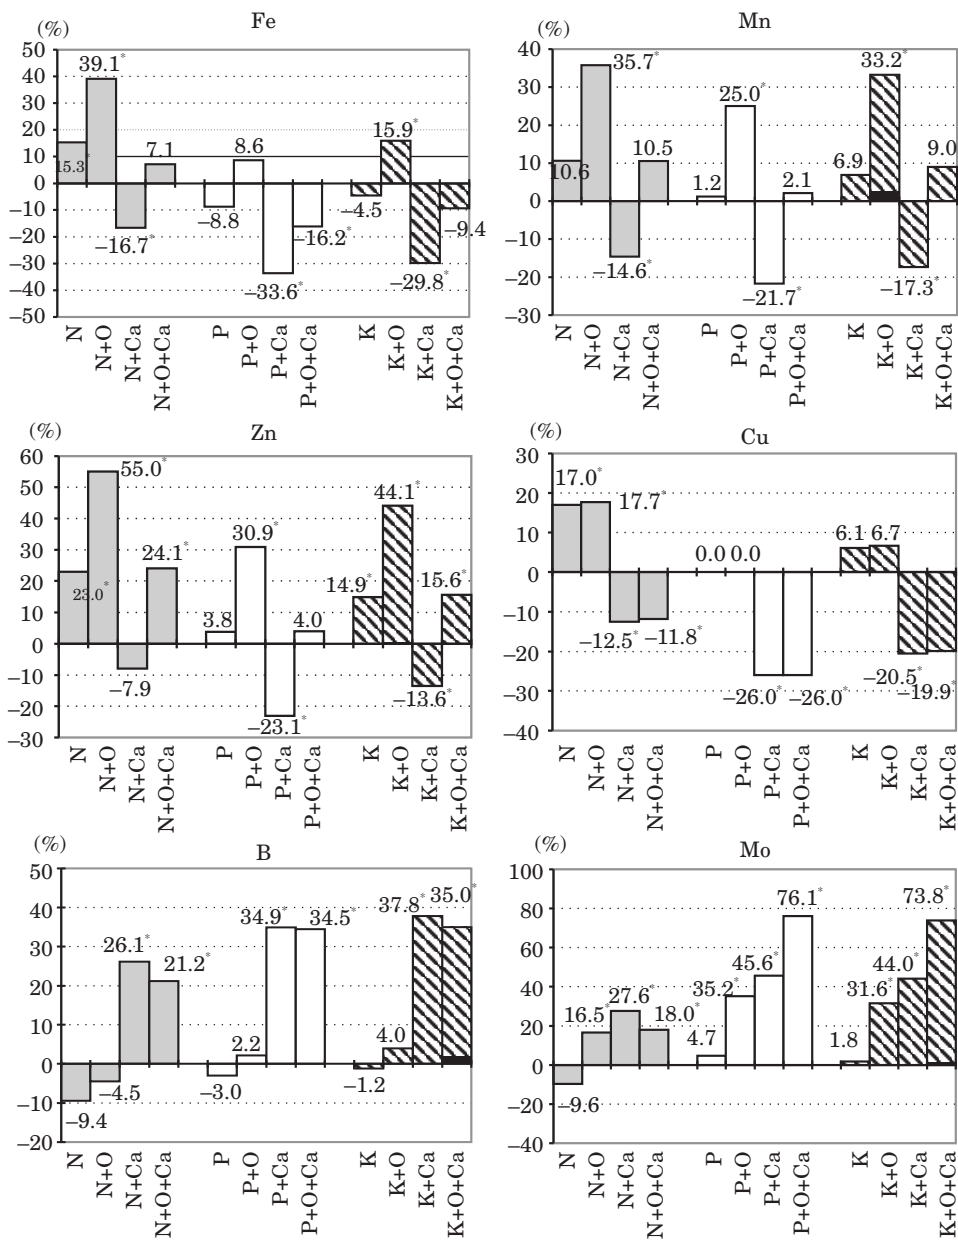 (%) Fe
50
40
30
20
10
0
−10
−20
−30
−40
−50
15.3*
39.1*
−16.7*
7.1
−8.8
8.6
−33.6*
−16.2*
−4.5
15.9*
−29.8*
−9.4
N
N+O
N+Ca
N+O+Ca
P
P+O
P+Ca
P+O+Ca
K
K+O
K+Ca
K+O+Ca
(%) Mn
40
30
20
10
0
−10
−20
−30
10.6
35.7*
−14.6*
10.5
1.2
25.0*
−21.7*
2.1
6.9
33.2*
−17.3*
9.0
N
N+O
N+Ca
N+O+Ca
P
P+O
P+Ca
P+O+Ca
K
K+O
K+Ca
K+O+Ca
(%) Zn
60
50
40
30
20
10
0
−10
−20
−30
23.0*
55.0*
−7.9
24.1*
3.8
30.9*
−23.1*
4.0
14.9*
44.1*
−13.6*
15.6*
N
N+O
N+Ca
N+O+Ca
P
P+O
P+Ca
P+O+Ca
K
K+O
K+Ca
K+O+Ca
(%) Cu
30
20
10
0
−10
−20
−30
−40
17.0*
17.7*
−12.5*
−11.8*
0.0
0.0
−26.0*
−26.0*
6.1
6.7
−20.5*
−19.9*
N
N+O
N+Ca
N+O+Ca
P
P+O
P+Ca
P+O+Ca
K
K+O
K+Ca
K+O+Ca
(%) B
50
40
30
20
10
0
−10
−20
−9.4
−4.5
26.1*
21.2*
−3.0
2.2
34.9*
34.5*
−1.2
4.0
37.8*
35.0*
N
N+O
N+Ca
N+O+Ca
P
P+O
P+Ca
P+O+Ca
K
K+O
K+Ca
K+O+Ca
(%) Mo
100
80
60
40
20
0
−20
−40
−9.6
16.5*
27.6*
18.0*
4.7
35.2*
45.6*
76.1*
1.8
31.6*
44.0*
73.8*
N
N+O
N+Ca
N+O+Ca
P
P+O
P+Ca
P+O+Ca
K
K+O
K+Ca
K+O+Ca